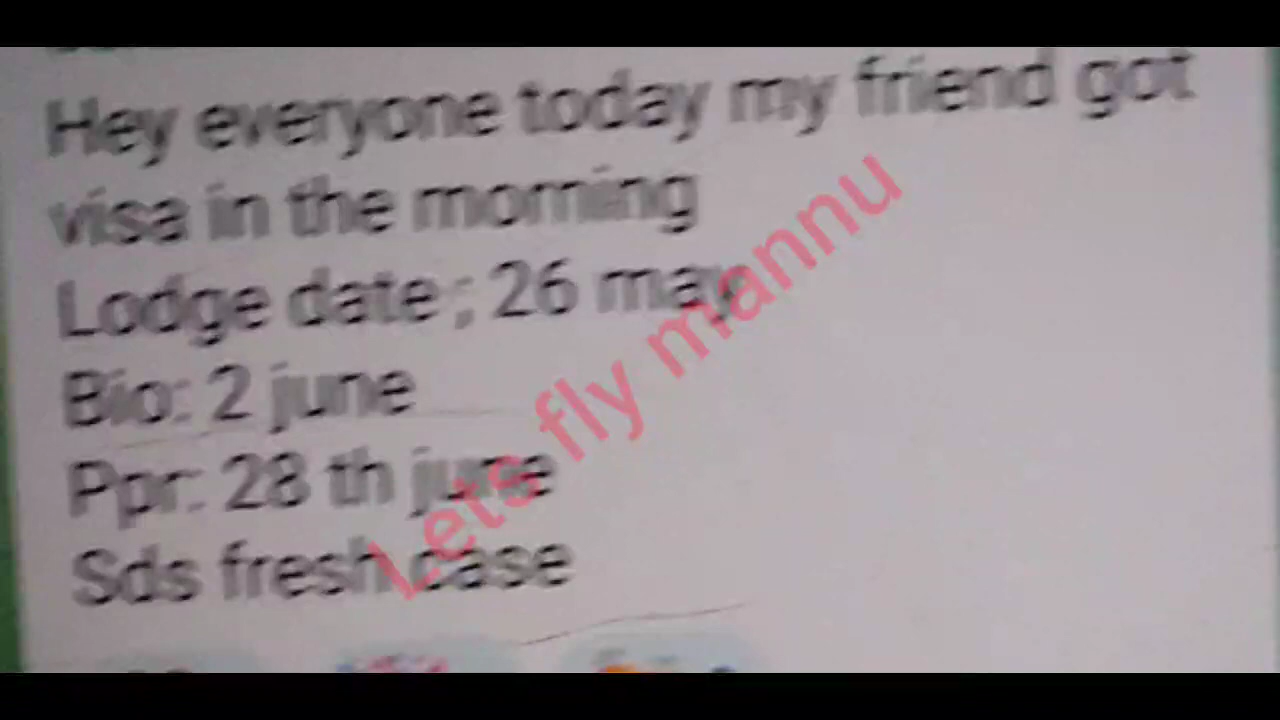 Hey everyone today my friend got
visa in the morning
Lodge date ; 26 may
Bio: 2 june
Ppr: 28 th june
Sds fresh case
Lets fly mannu